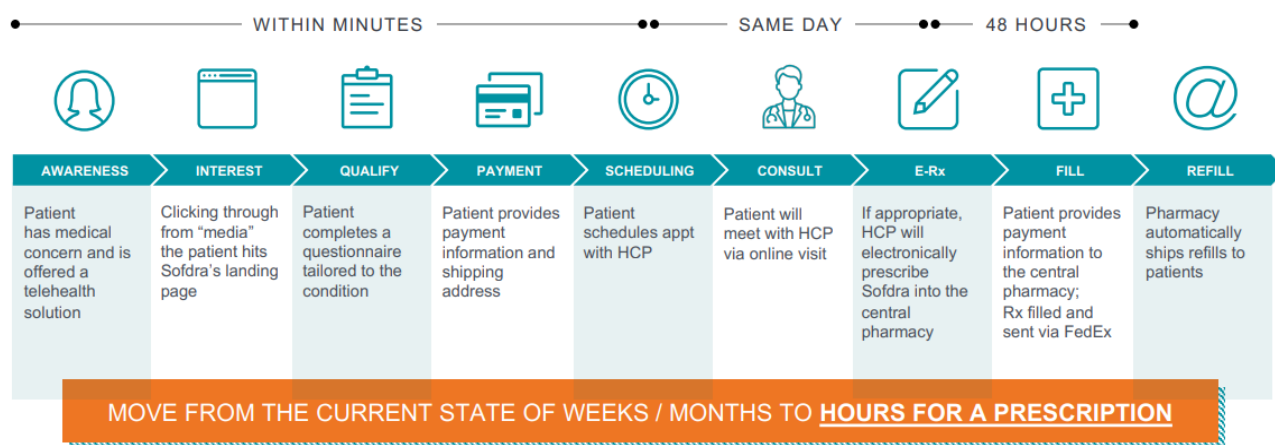 WITHIN MINUTES
SAME DAY
48 HOURS
AWARENESS
INTEREST
QUALIFY
PAYMENT
SCHEDULING
CONSULT
E-Rx
FILL
REFILL
Patient
has medical
concern and is
offered a
telehealth
solution
Clicking through
from “media”
the patient hits
Sofdra’s landing
page
Patient
completes a
questionnaire
tailored to the
condition
Patient provides
payment
information and
shipping
address
Patient
schedules appt
with HCP
Patient will
meet with HCP
via online visit
If appropriate,
HCP will
electronically
prescribe
Sofdra into the
central
pharmacy
Patient provides
payment
information to
the central
pharmacy;
Rx filled and
sent via FedEx
Pharmacy
automatically
ships refills to
patients
MOVE FROM THE CURRENT STATE OF WEEKS / MONTHS TO HOURS FOR A PRESCRIPTION